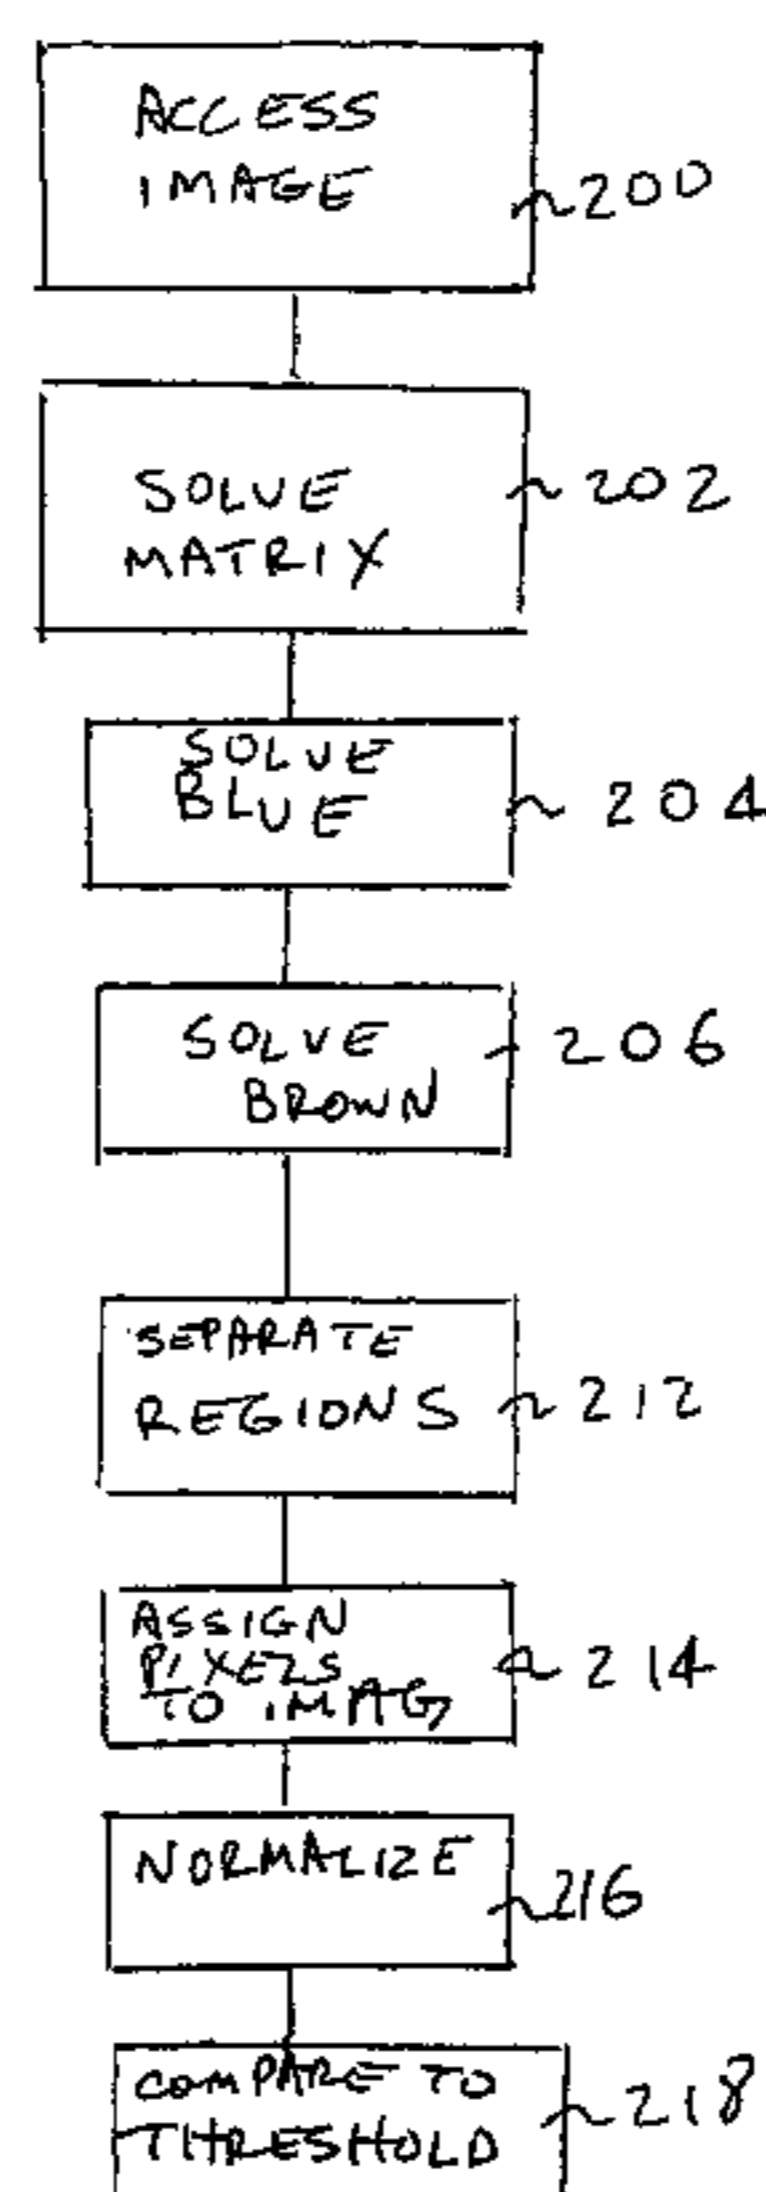 ACCESS
IMAGE
200
SOLVE
MATRIX
202
SOLVE
BLUE
204
SOLVE
BROWN
206
SEPARATE
REGIONS
212
ASSIGN
PIXELS
TO IMAG
214
NORMALIZE
216
COMPARE TO
THRESHOLD
218